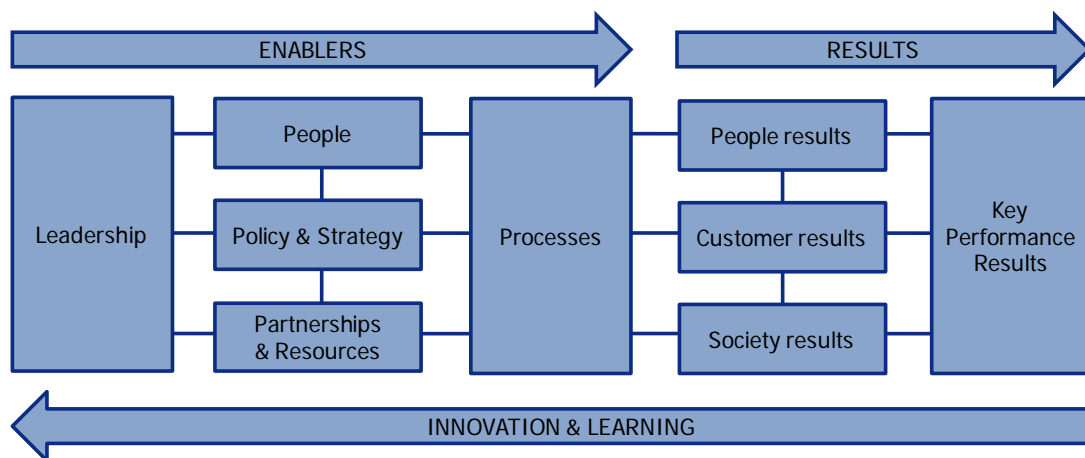 ENABLERS
RESULTS
Leadership
People
Policy & Strategy
Partnerships
& Resources
Processes
People results
Customer results
Society results
Key
Performance
Results
INNOVATION & LEARNING